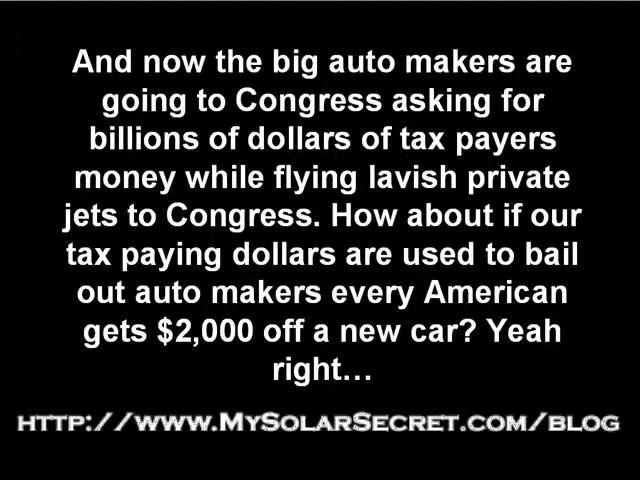 And now the big auto makers are
going to Congress asking for
billions of dollars of tax payers
money while flying lavish private
jets to Congress. How about if our
tax paying dollars are used to bail
out auto makers every American
gets $2,000 off a new car? Yeah
right…
http://www.MySolarSecret.com/blog